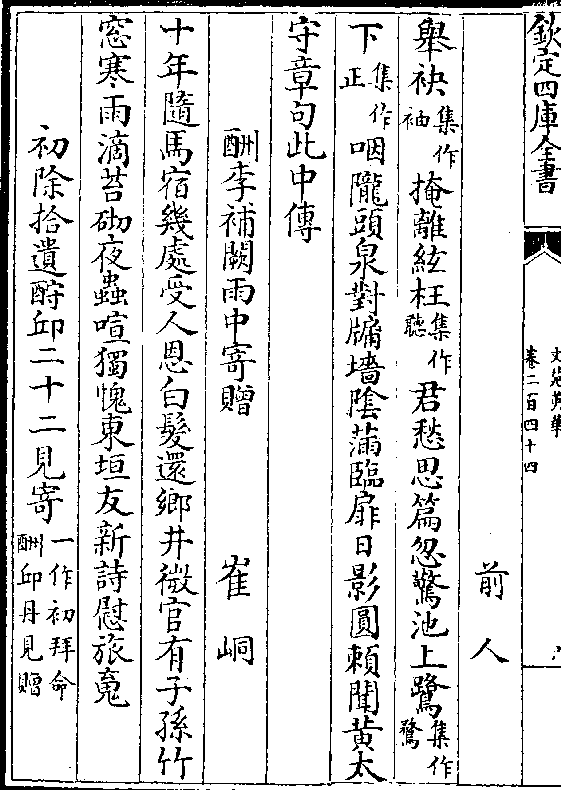 欽定四庫全書
文苑英華
卷二百四十四
前人
舉袂集作袖掩離絃枉集作聽君愁思篇忽驚池上鷺集作鶩
下集作正咽隴頭泉對牖墻陰滿臨扉日影圓賴聞黄太
守章句此中傳
酬李補闕雨中寄贈 崔峒
十年隨馬宿幾處受人恩白髮還鄉井微官有子孫竹
窓寒雨滴苔砌夜蟲喧獨愧東垣友新詩慰旅䰟
初除拾遺酧邱二十二見寄一作初拜命酬邱丹見贈